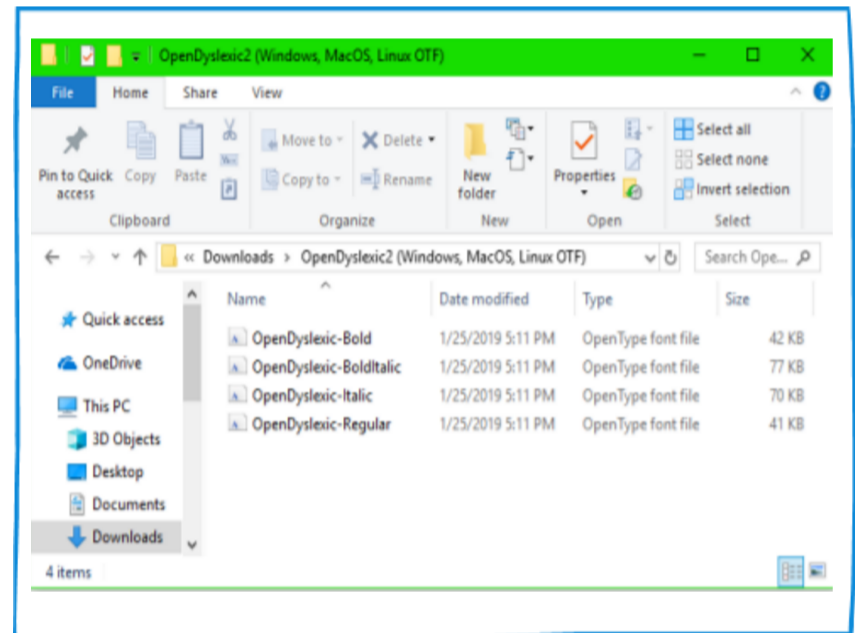 OpenDyslexic2 (Windows, MacOS, Linux OTF)
File Home Share View
Pin to Quick access
Copy
Paste
Move to
Copy to
Delete
Rename
New folder
Properties
Select all
Select none
Invert selection
Clipboard Organize New Open Select
« Downloads › OpenDyslexic2 (Windows, MacOS, Linux OTF) Search Ope...
Name Date modified Type Size
Quick access
OneDrive
This PC
3D Objects
Desktop
Documents
Downloads
OpenDyslexic-Bold 1/25/2019 5:11 PM OpenType font file 42 KB
OpenDyslexic-BoldItalic 1/25/2019 5:11 PM OpenType font file 77 KB
OpenDyslexic-Italic 1/25/2019 5:11 PM OpenType font file 70 KB
OpenDyslexic-Regular 1/25/2019 5:11 PM OpenType font file 41 KB
4 items